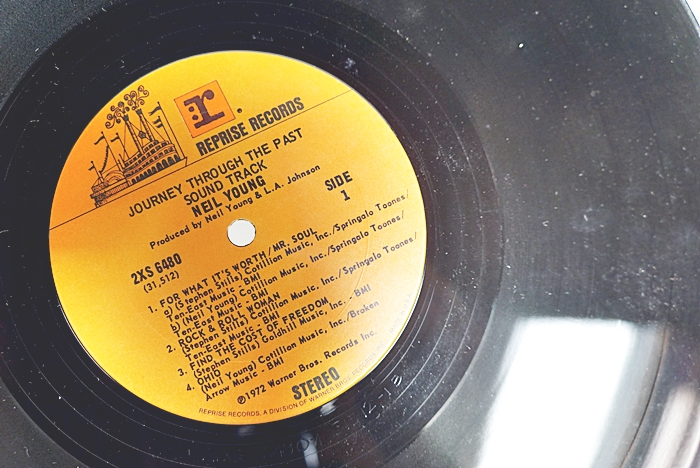 r
REPRISE RECORDS
JOURNEY THROUGH THE PAST
SOUND TRACK
NEIL YOUNG
Produced by Neil Young & L.A. Johnson
SIDE
1
2XS 6480
(31,512)
1. FOR WHAT IT'S WORTH/MR. SOUL
a) (Stephen Stills) Cotillion Music, Inc./Springalo Toones/
Ten-East Music - BMI
b) (Neil Young) Cotillion Music, Inc./Springalo Toones/
Ten-East Music - BMI
2. ROCK & ROLL WOMAN
(Stephen Stills) Cotillion Music, Inc./Springalo Toones/
Ten-East Music - BMI
3. FIND THE COST OF FREEDOM
(Stephen Stills) Goldhill Music, Inc. - BMI
4. OHIO
(Neil Young) Cotillion Music, Inc./Broken
Arrow Music - BMI
℗1972 Warner Bros. Records Inc.
STEREO
REPRISE RECORDS, A DIVISION OF WARNER BROS. RECORDS